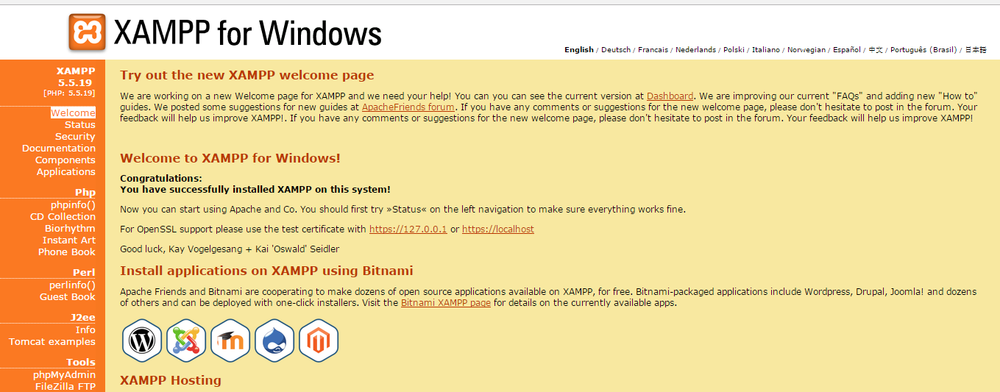 XAMPP for Windows
English / Deutsch / Francais / Nederlands / Polski / Italiano / Norwegian / Español / 中文 / Português (Brasil) / 日本語
XAMPP
5.5.19
[PHP: 5.5.19]
Welcome
Status
Security
Documentation
Components
Applications
Php
phpinfo()
CD Collection
Biorhythm
Instant Art
Phone Book
Perl
perlinfo()
Guest Book
J2ee
Info
Tomcat examples
Tools
phpMyAdmin
FileZilla FTP
Try out the new XAMPP welcome page
We are working on a new Welcome page for XAMPP and we need your help! You can you can see the current version at Dashboard. We are improving our current "FAQs" and adding new "How to"
guides. We posted some suggestions for new guides at ApacheFriends forum. If you have any comments or suggestions for the new welcome page, please don't hesitate to post in the forum. Your
feedback will help us improve XAMPP!. If you have any comments or suggestions for the new welcome page, please don't hesitate to post in the forum. Your feedback will help us improve XAMPP!
Welcome to XAMPP for Windows!
Congratulations:
You have successfully installed XAMPP on this system!
Now you can start using Apache and Co. You should first try »Status« on the left navigation to make sure everything works fine.
For OpenSSL support please use the test certificate with https://127.0.0.1 or https://localhost
Good luck, Kay Vogelgesang + Kai 'Oswald' Seidler
Install applications on XAMPP using Bitnami
Apache Friends and Bitnami are cooperating to make dozens of open source applications available on XAMPP, for free. Bitnami-packaged applications include Wordpress, Drupal, Joomla! and dozens
of others and can be deployed with one-click installers. Visit the Bitnami XAMPP page for details on the currently available apps.
XAMPP Hosting